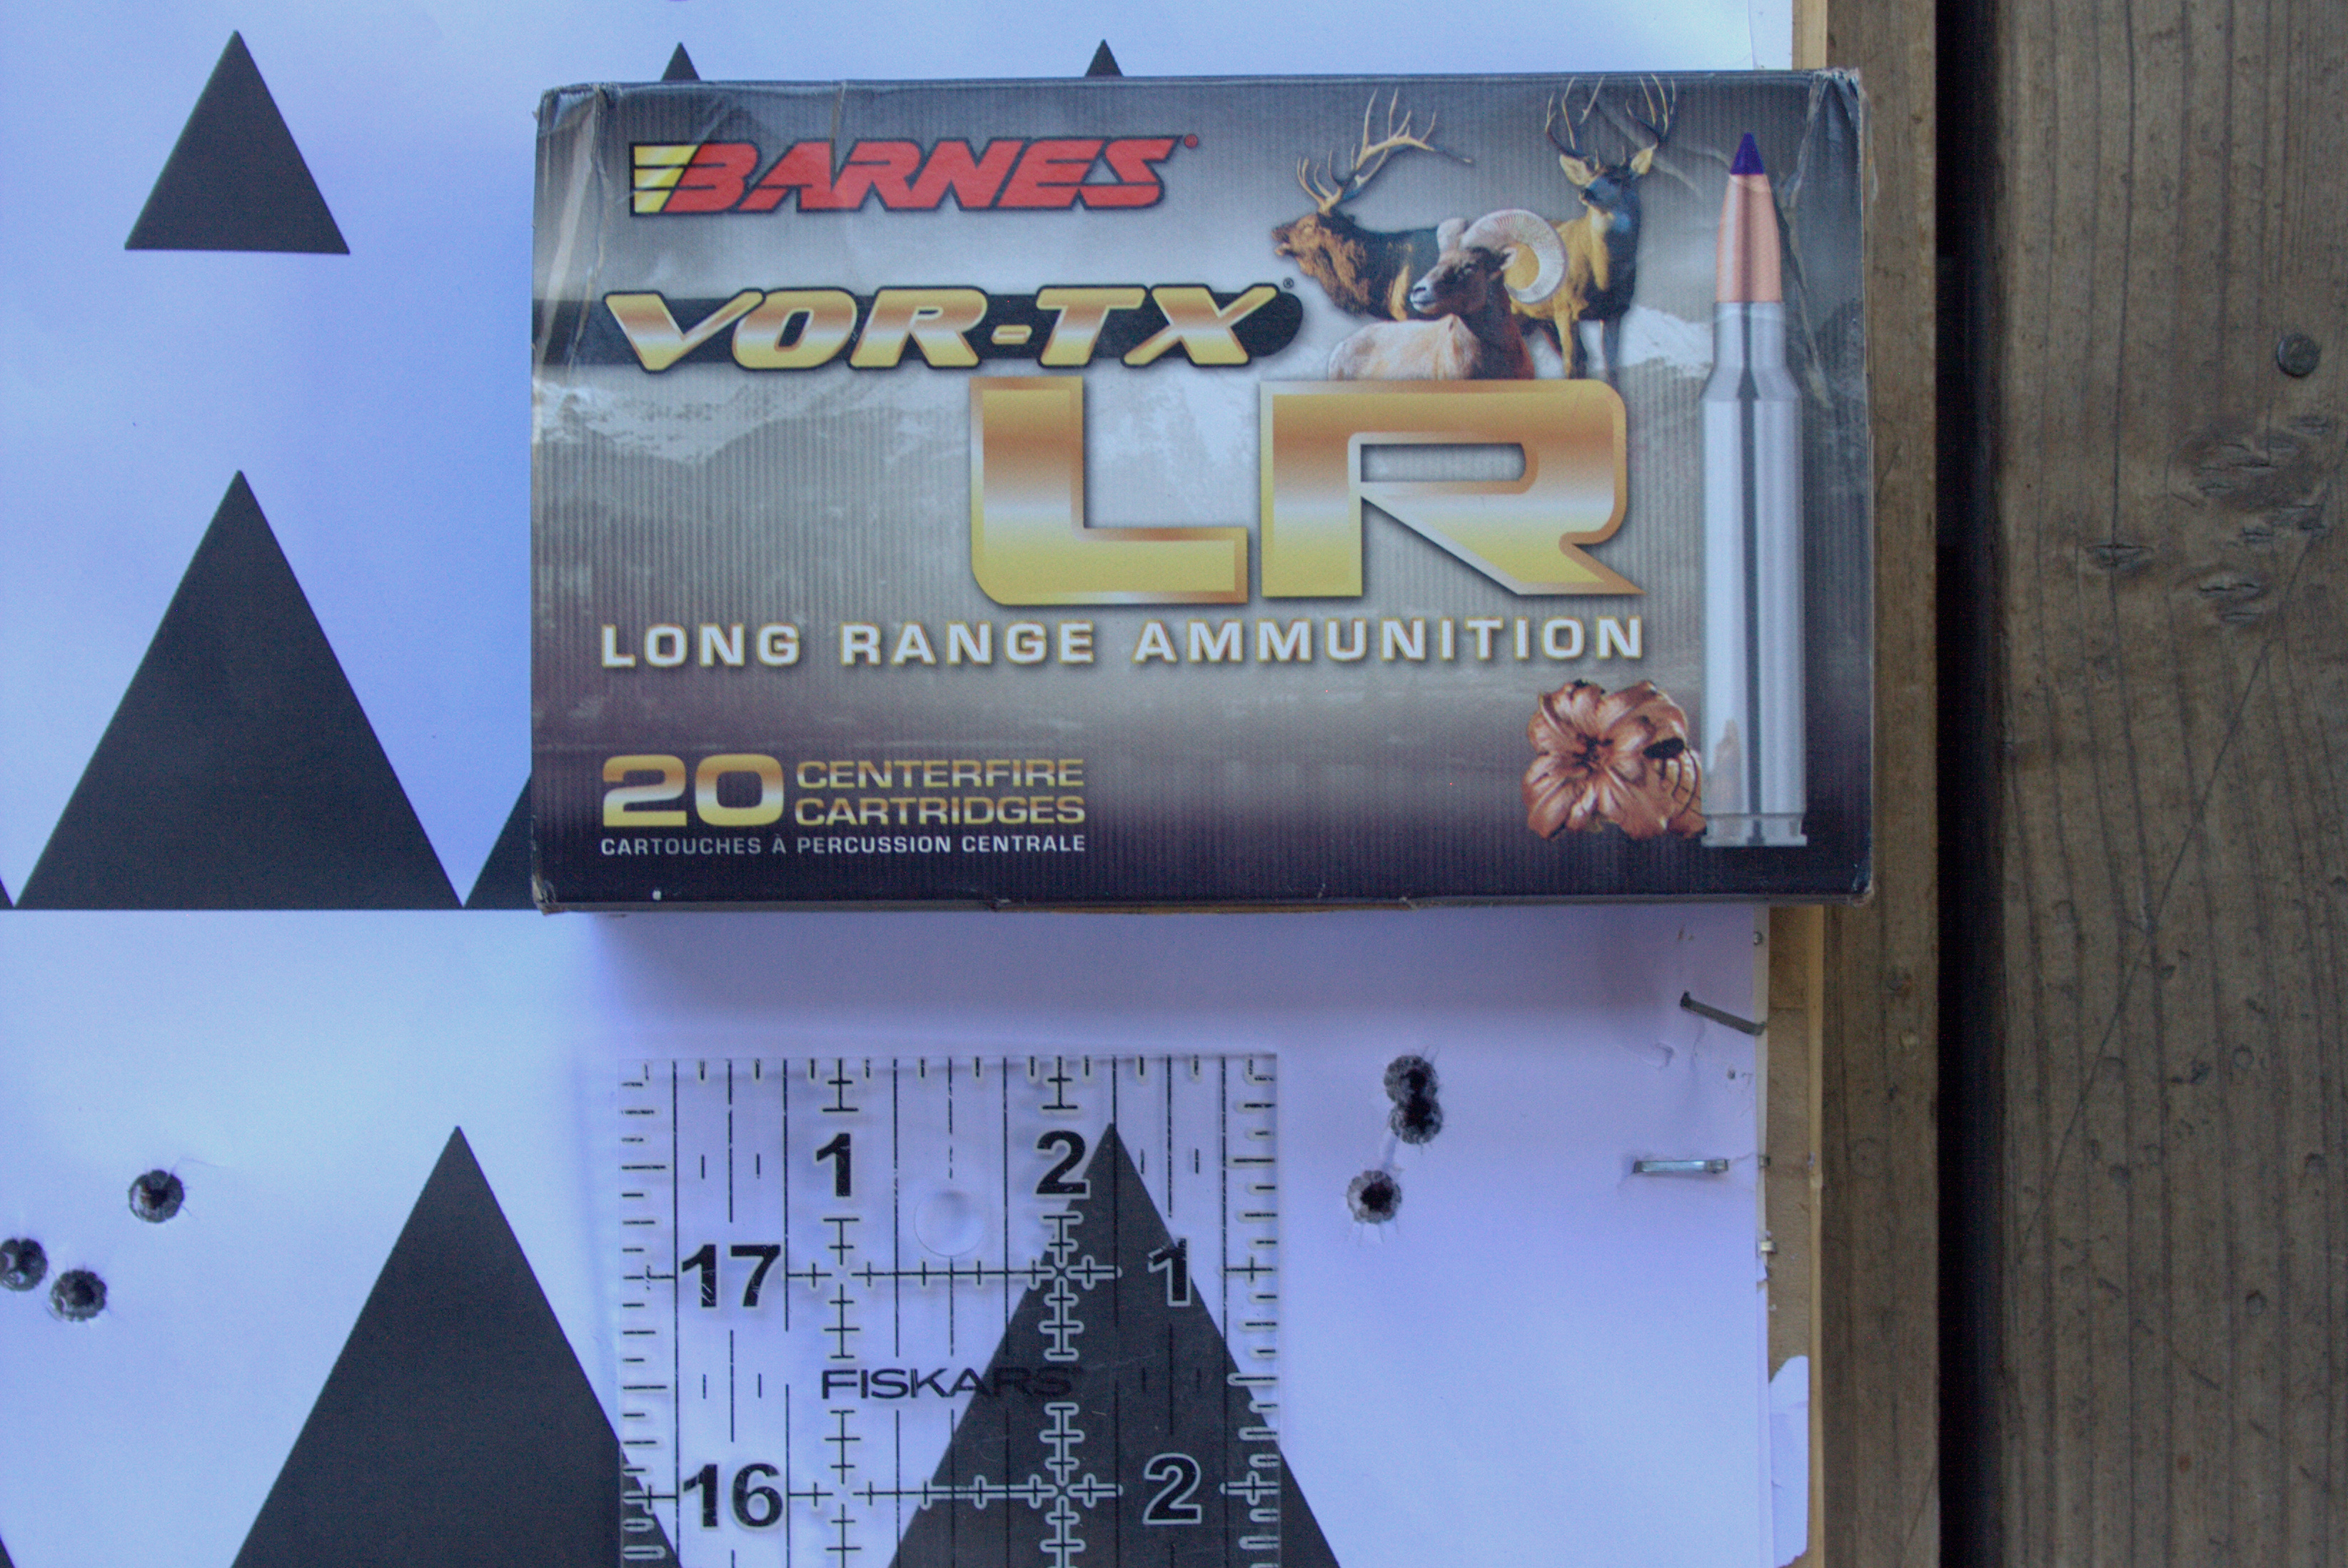 BARNES®
VOR-TX®
LR
LONG RANGE AMMUNITION
20 CENTERFIRE
CARTRIDGES
CARTOUCHES À PERCUSSION CENTRALE
1 2
17 1
FISKARS®
16 2